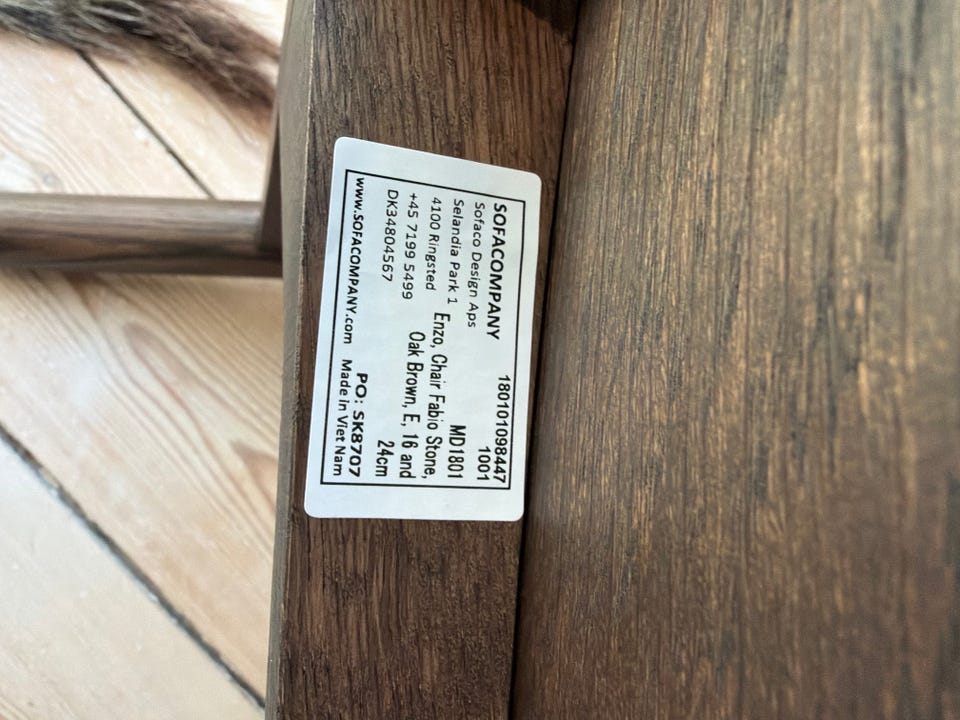 SOFACOMPANY
Sofaco Design Aps
Selandia Park 1
4100 Ringsted
+45 7199 5499
DK34804567
www.SOFACOMPANY.com
180101098447
1001
MD1801
Enzo, Chair Fabio Stone,
Oak Brown, E, 16 and
24cm
PO: SK8707
Made in Viet Nam